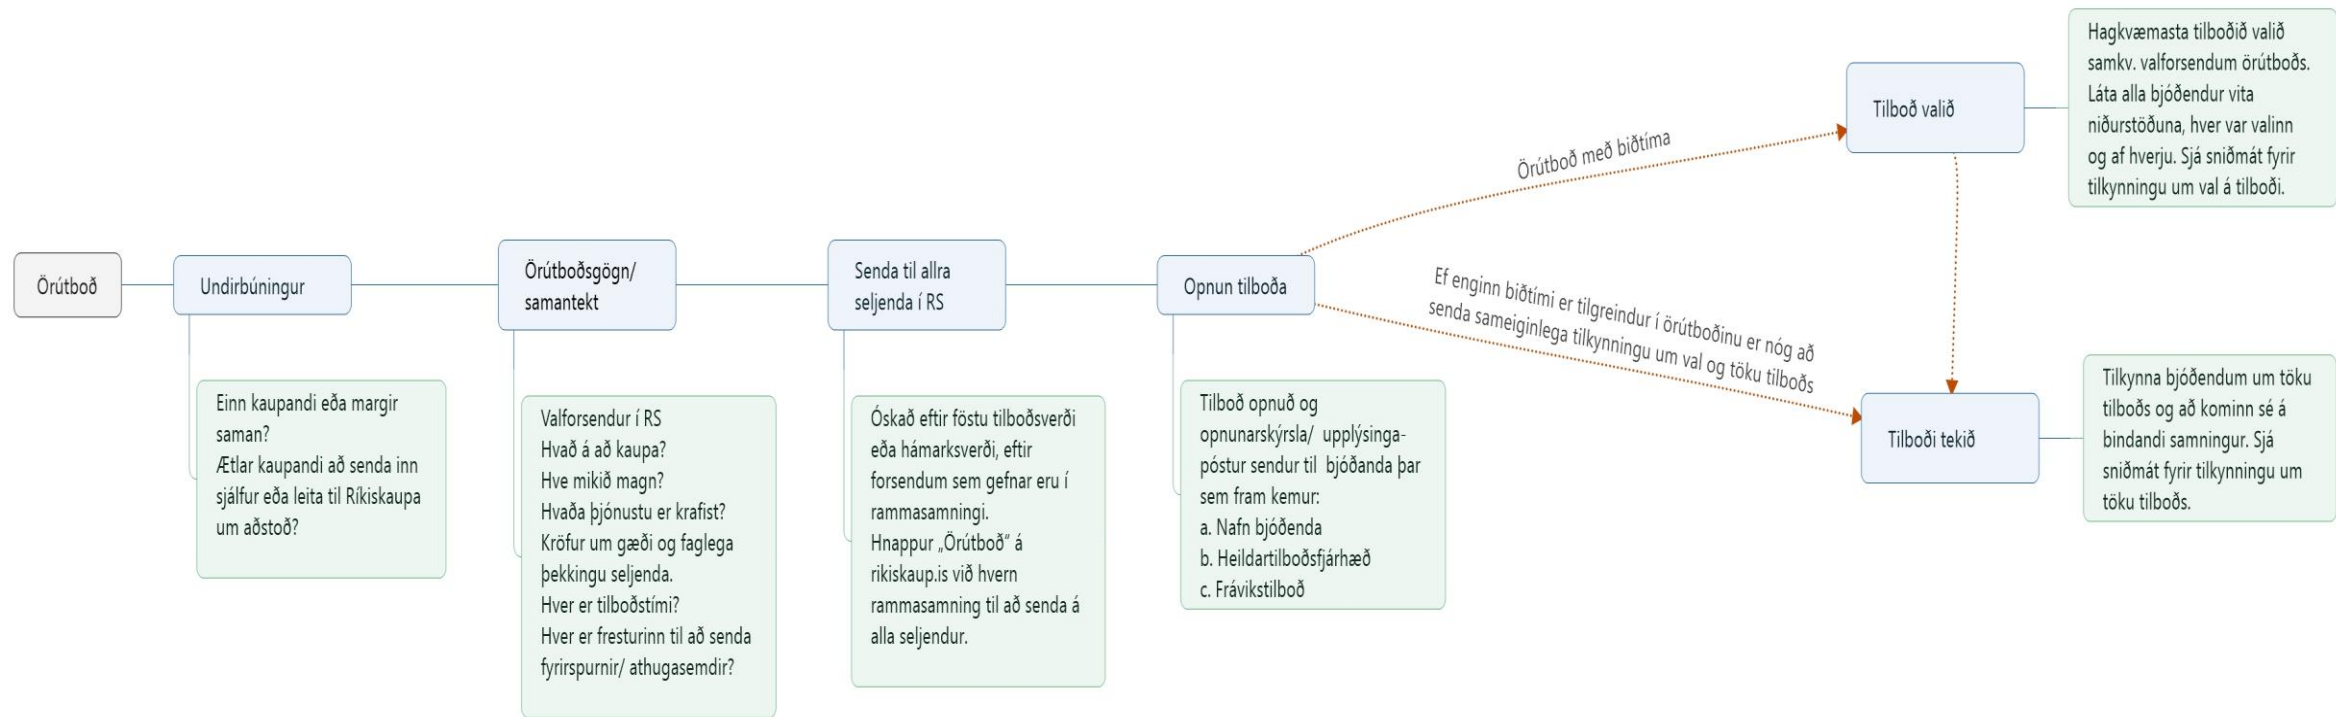 Örútboð
Undirbúningur
Einn kaupandi eða margir
saman?
Ætlar kaupandi að senda inn
sjálfur eða leita til Ríkiskaupa
um aðstoð?
Örútboðsgögn/
samantekt
Valforsendur í RS
Hvað á að kaupa?
Hve mikið magn?
Hvaða þjónustu er krafist?
Kröfur um gæði og faglega
þekkingu seljenda.
Hver er tilboðstími?
Hver er fresturinn til að senda
fyrirspurnir/ athugasemdir?
Senda til allra
seljenda í RS
Óskað eftir föstu tilboðsverði
eða hámarksverði, eftir
forsendum sem gefnar eru í
rammasamningi.
Hnappur „Örútboð“ á
rikiskaup.is við hvern
rammasamning til að senda á
alla seljendur.
Opnun tilboða
Tilboð opnuð og
opnunarskýrsla/ upplýsinga-
póstur sendur til bjóðanda þar
sem fram kemur:
a. Nafn bjóðenda
b. Heildartilboðsfjárhæð
c. Frávikstilboð
Örútboð með biðtíma
Tilboð valið
Hagkvæmasta tilboðið valið
samkv. valforsendum örútboðs.
Láta alla bjóðendur vita
niðurstöðuna, hver var valinn
og af hverju. Sjá sniðmát fyrir
tilkynningu um val á tilboði.
Ef enginn biðtími er tilgreindur í örútboðinu er nóg að
senda sameiginlega tilkynningu um val og töku tilboðs
Tilboði tekið
Tilkynna bjóðendum um töku
tilboðs og að kominn sé á
bindandi samningur. Sjá
sniðmát fyrir tilkynningu um
töku tilboðs.